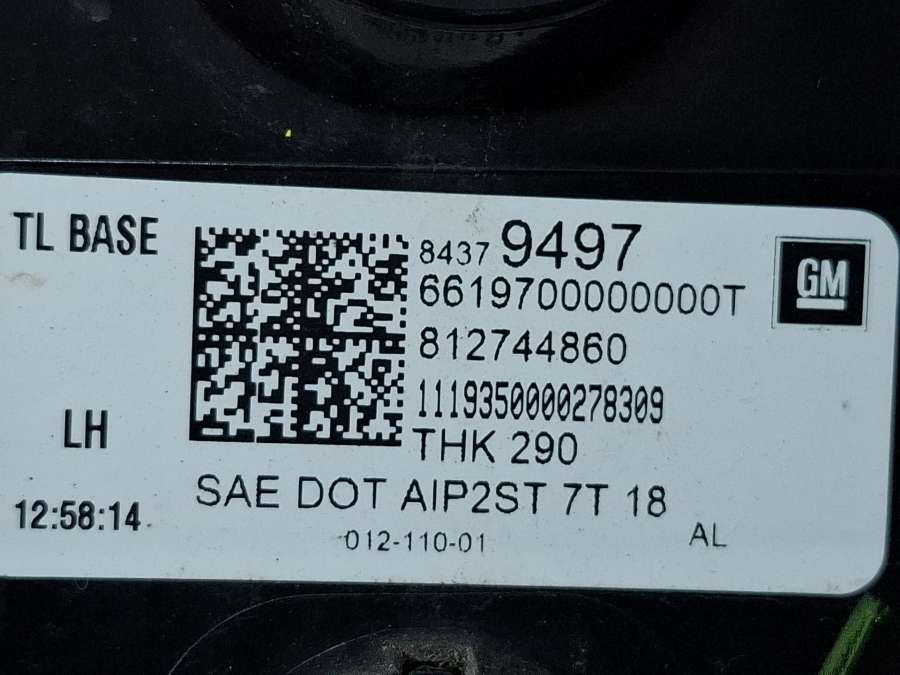 TL BASE
8437 9497
GM
6619700000000T
812744860
1119350000278309
LH
THK 290
SAE DOT AIP2ST 7T 18
12:58:14
012-110-01
AL